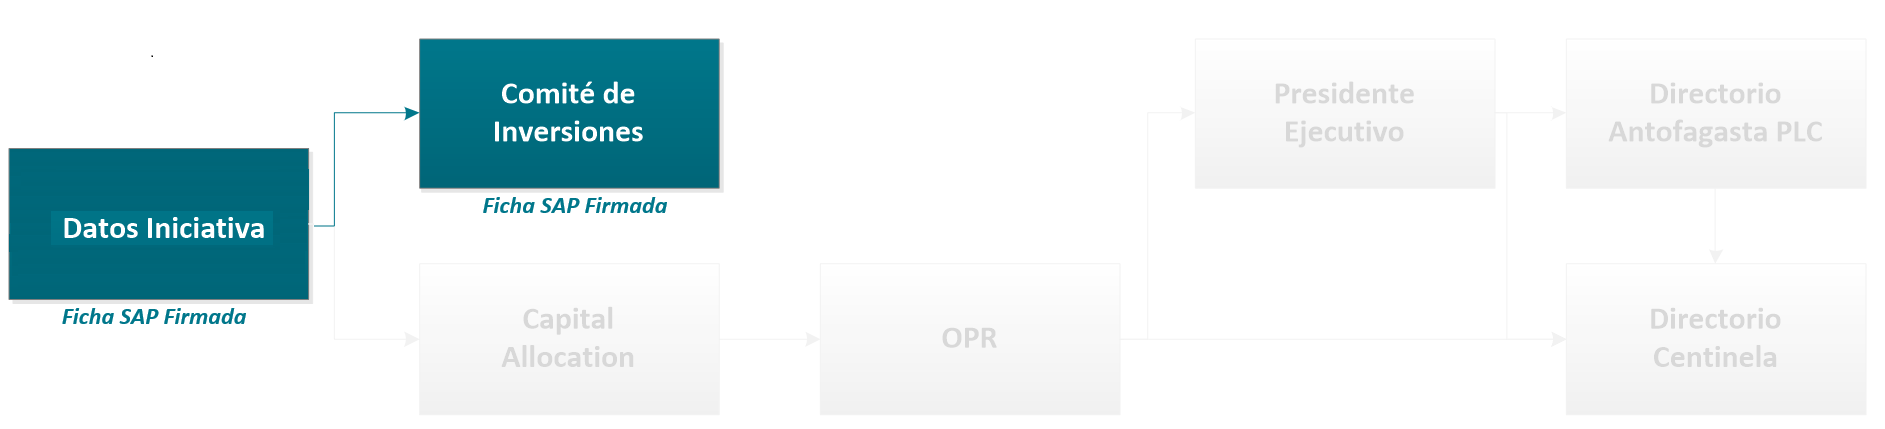 Datos Iniciativa
Ficha SAP Firmada
Comité de
Inversiones
Ficha SAP Firmada
Capital
Allocation
OPR
Presidente
Ejecutivo
Directorio
Antofagasta PLC
Directorio
Centinela